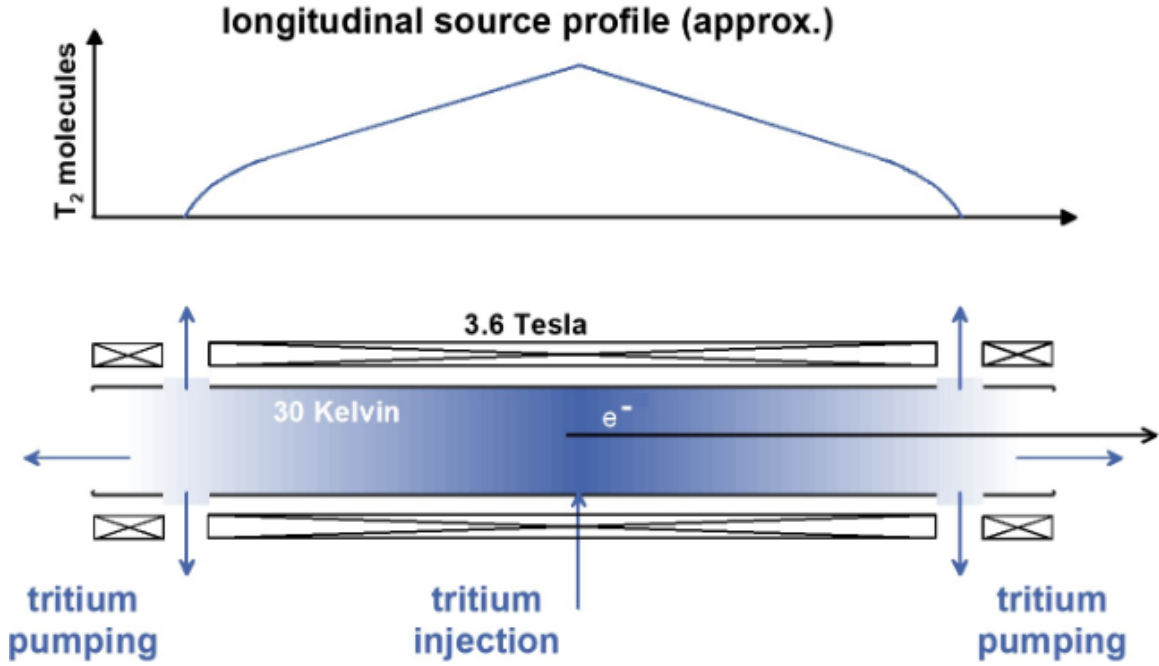 longitudinal source profile (approx.)
T₂ molecules
3.6 Tesla
30 Kelvin
e⁻
tritium
pumping
tritium
injection
tritium
pumping